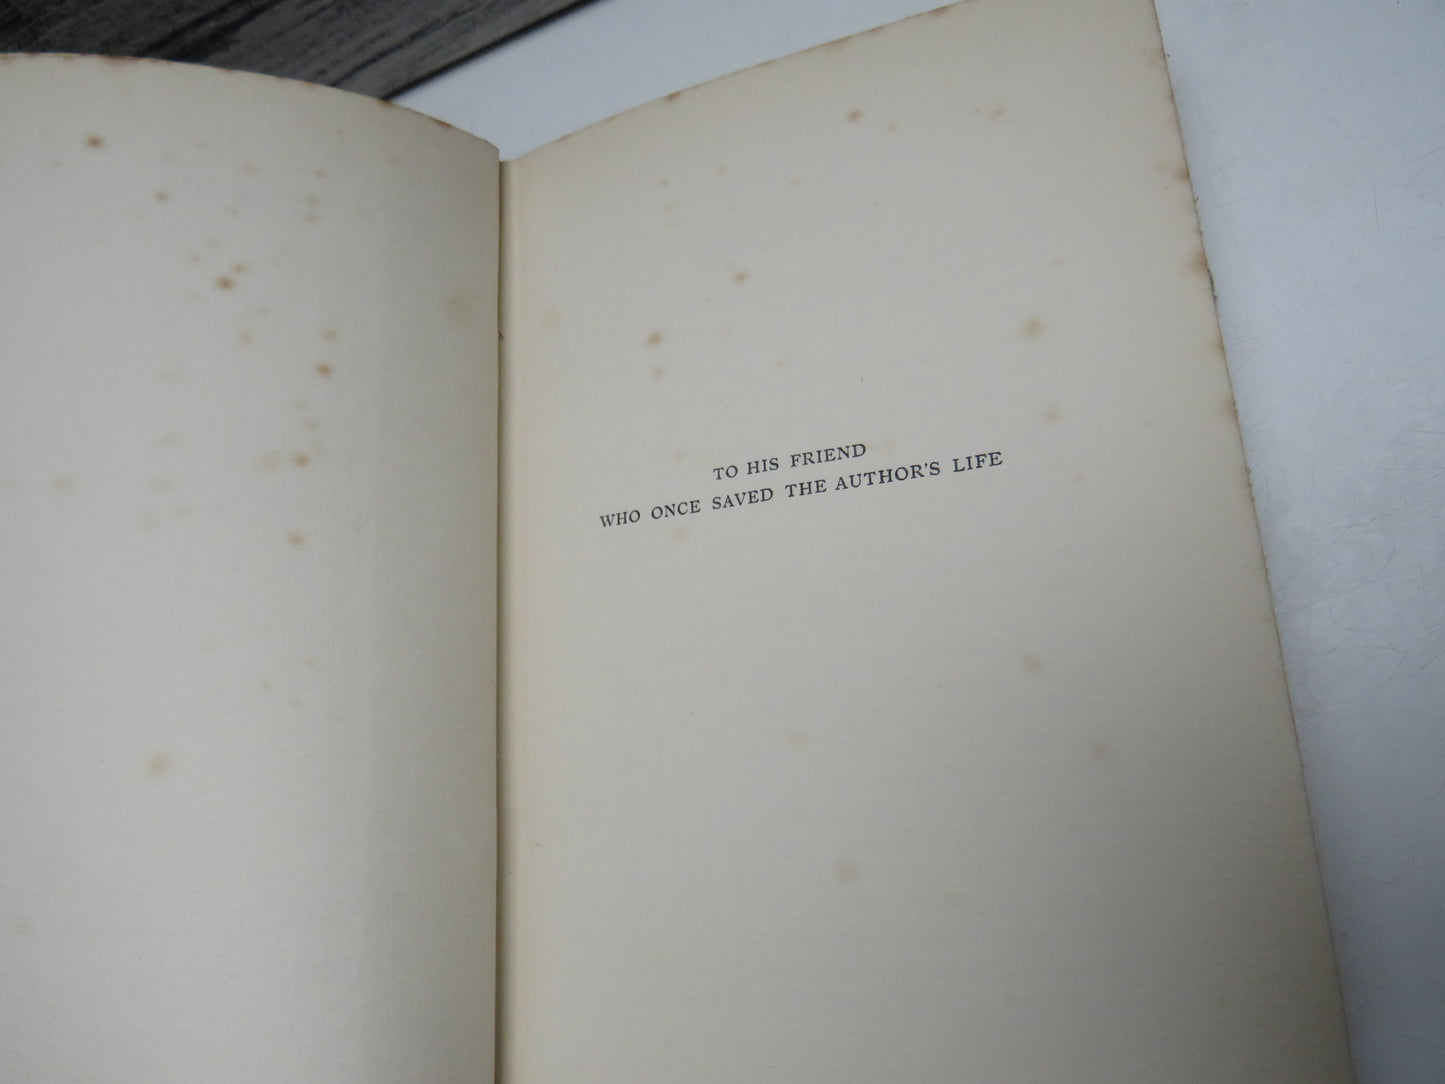 TO HIS FRIEND
WHO ONCE SAVED THE AUTHOR'S LIFE